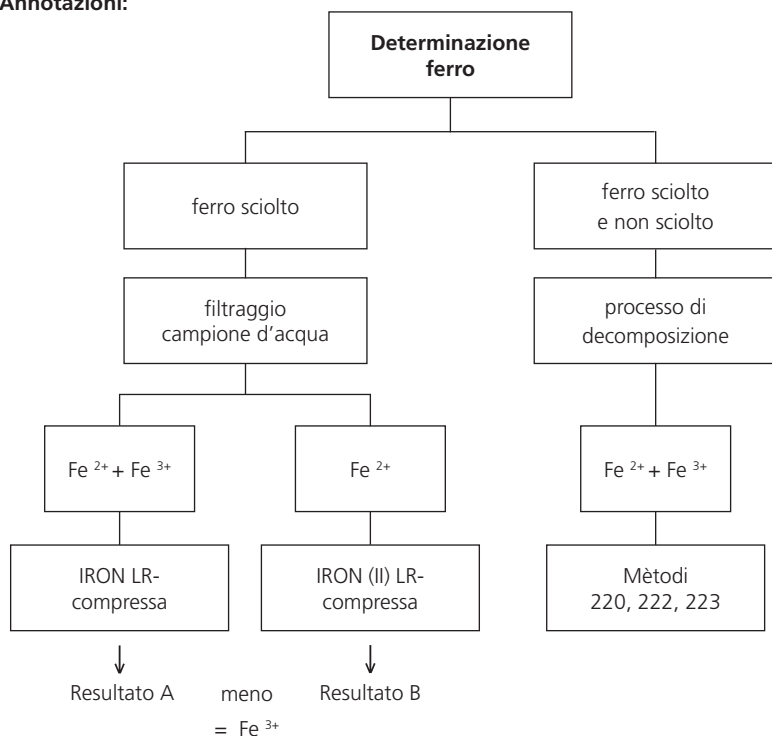 Annotazioni:
Determinazione
ferro
ferro sciolto
ferro sciolto
e non sciolto
filtraggio
campione d'acqua
processo di
decomposizione
Fe 2+ + Fe 3+
Fe 2+
Fe 2+ + Fe 3+
IRON LR-
compressa
IRON (II) LR-
compressa
Mètodi
220, 222, 223
Resultato A meno Resultato B
= Fe 3+